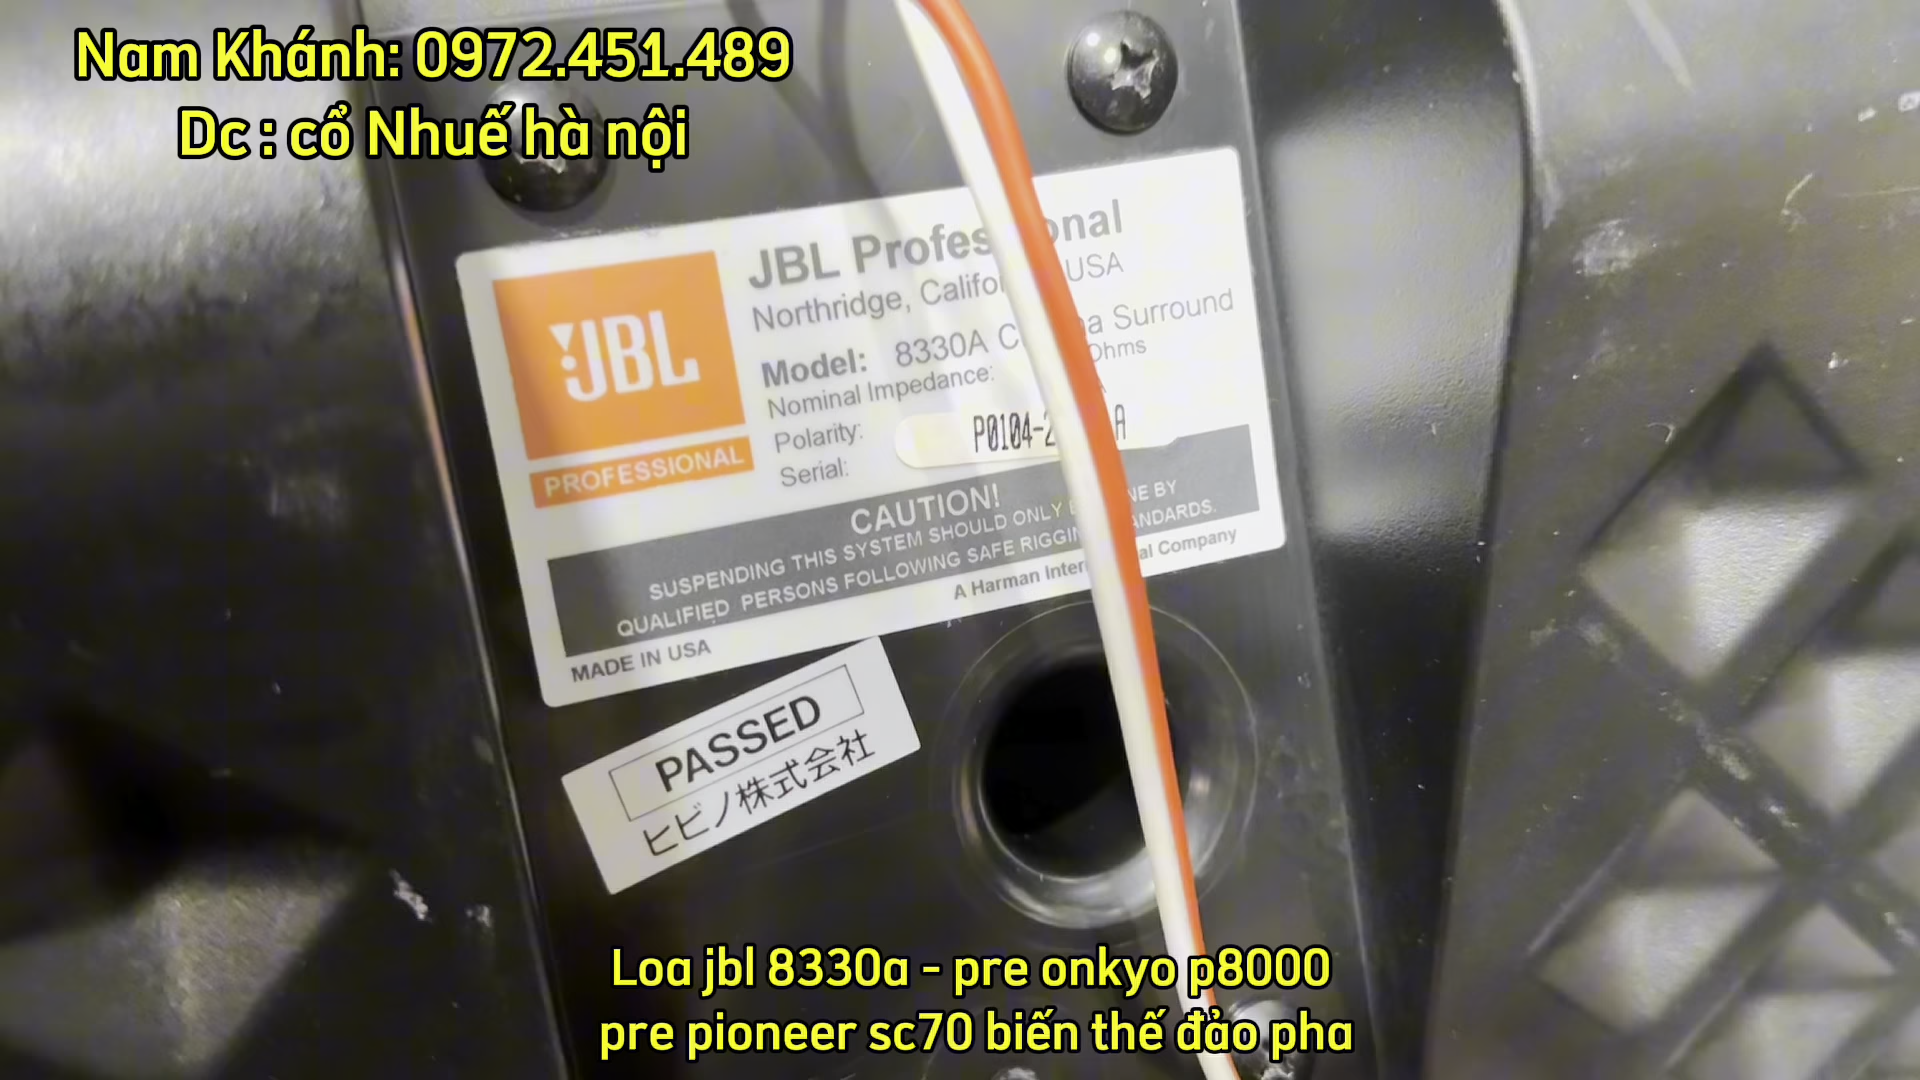 Nam Khánh: 0972.451.489
Dc : cổ Nhuế hà nội
JBL
PROFESSIONAL
JBL Profes onal
Northridge, Califo USA
Model: 8330A C a Surround
Nominal Impedance: Ohms
Polarity:
Serial: P0104-2 A
CAUTION!
SUSPENDING THIS SYSTEM SHOULD ONLY NE BY
QUALIFIED PERSONS FOLLOWING SAFE RIGGIN ANDARDS.
A Harman Inter al Company
MADE IN USA
PASSED
ヒビノ株式会社
Loa jbl 8330a - pre onkyo p8000
pre pioneer sc70 biến thế đảo pha